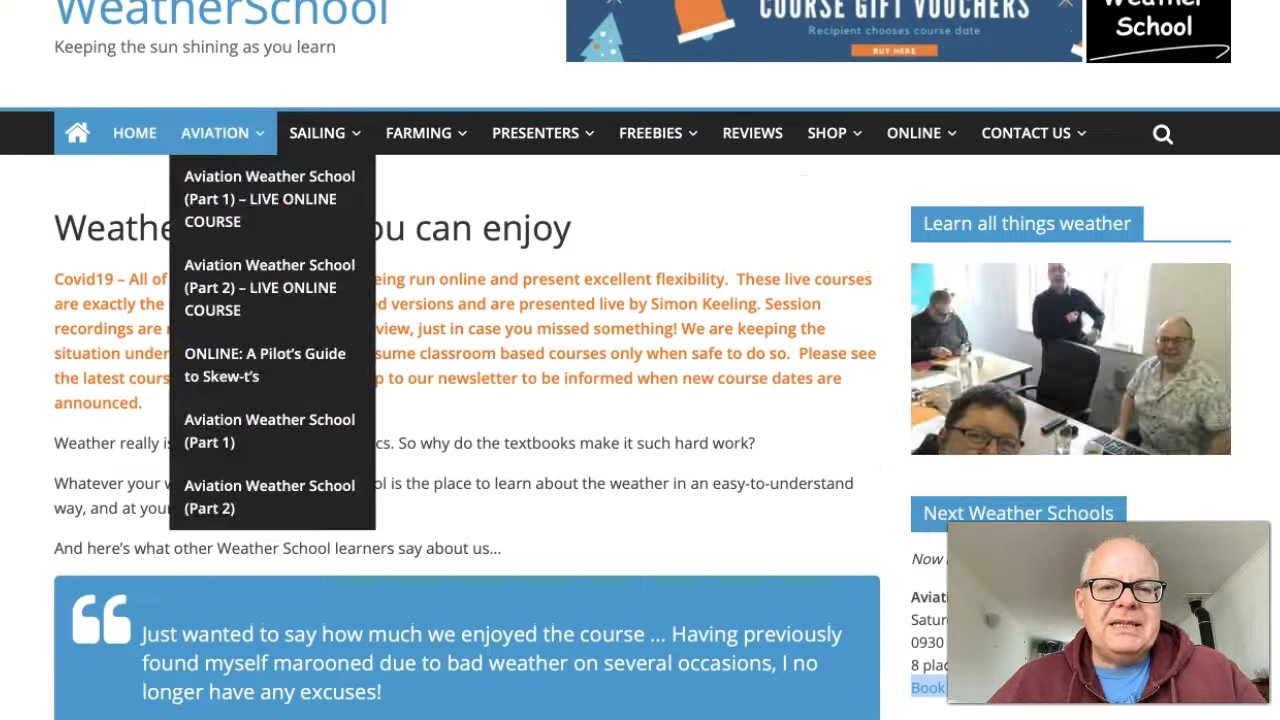 WeatherSchool
Keeping the sun shining as you learn
COURSE GIFT VOUCHERS
Recipient chooses course date
BUY HERE
Weather
School
HOME AVIATION SAILING FARMING PRESENTERS FREEBIES REVIEWS SHOP ONLINE CONTACT US
Aviation Weather School
(Part 1) – LIVE ONLINE
COURSE
Aviation Weather School
(Part 2) – LIVE ONLINE
COURSE
ONLINE: A Pilot's Guide
to Skew-t's
Aviation Weather School
(Part 1)
Aviation Weather School
(Part 2)
you can enjoy
Covid19 – All of being run online and present excellent flexibility. These live courses
are exactly the versions and are presented live by Simon Keeling. Session
recordings are view, just in case you missed something! We are keeping the
situation under resume classroom based courses only when safe to do so. Please see
the latest up to our newsletter to be informed when new course dates are
announced.
Weather really So why do the textbooks make it such hard work?
Whatever your is the place to learn about the weather in an easy-to-understand
way, and at your
And here's what other Weather School learners say about us...
Just wanted to say how much we enjoyed the course ... Having previously
found myself marooned due to bad weather on several occasions, I no
longer have any excuses!
Learn all things weather
Next Weather Schools
Now
0930
8
Book